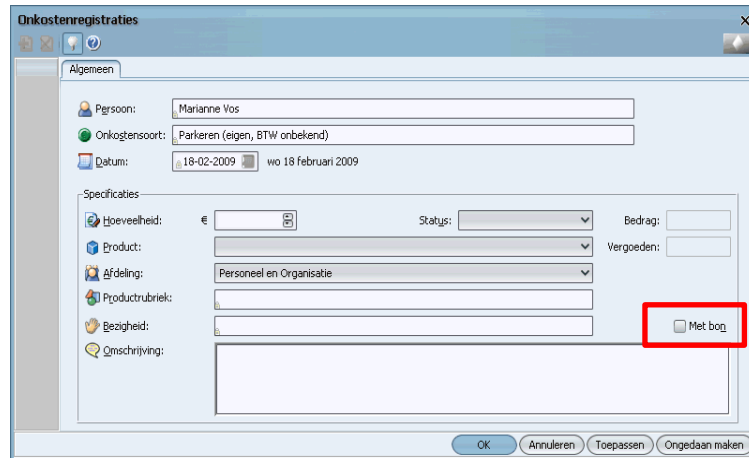 Onkostenregistraties
Algemeen
Persoon: Marianne Vos
Onkostensoort: Parkeren (eigen, BTW onbekend)
Datum: 18-02-2009 wo 18 februari 2009
Specificaties
Hoeveelheid: € Status: Bedrag:
Product: Vergoeden:
Afdeling: Personeel en Organisatie
Productrubriek:
Bezigheid: Met bon
Omschrijving:
OK Annuleren Toepassen Ongedaan maken